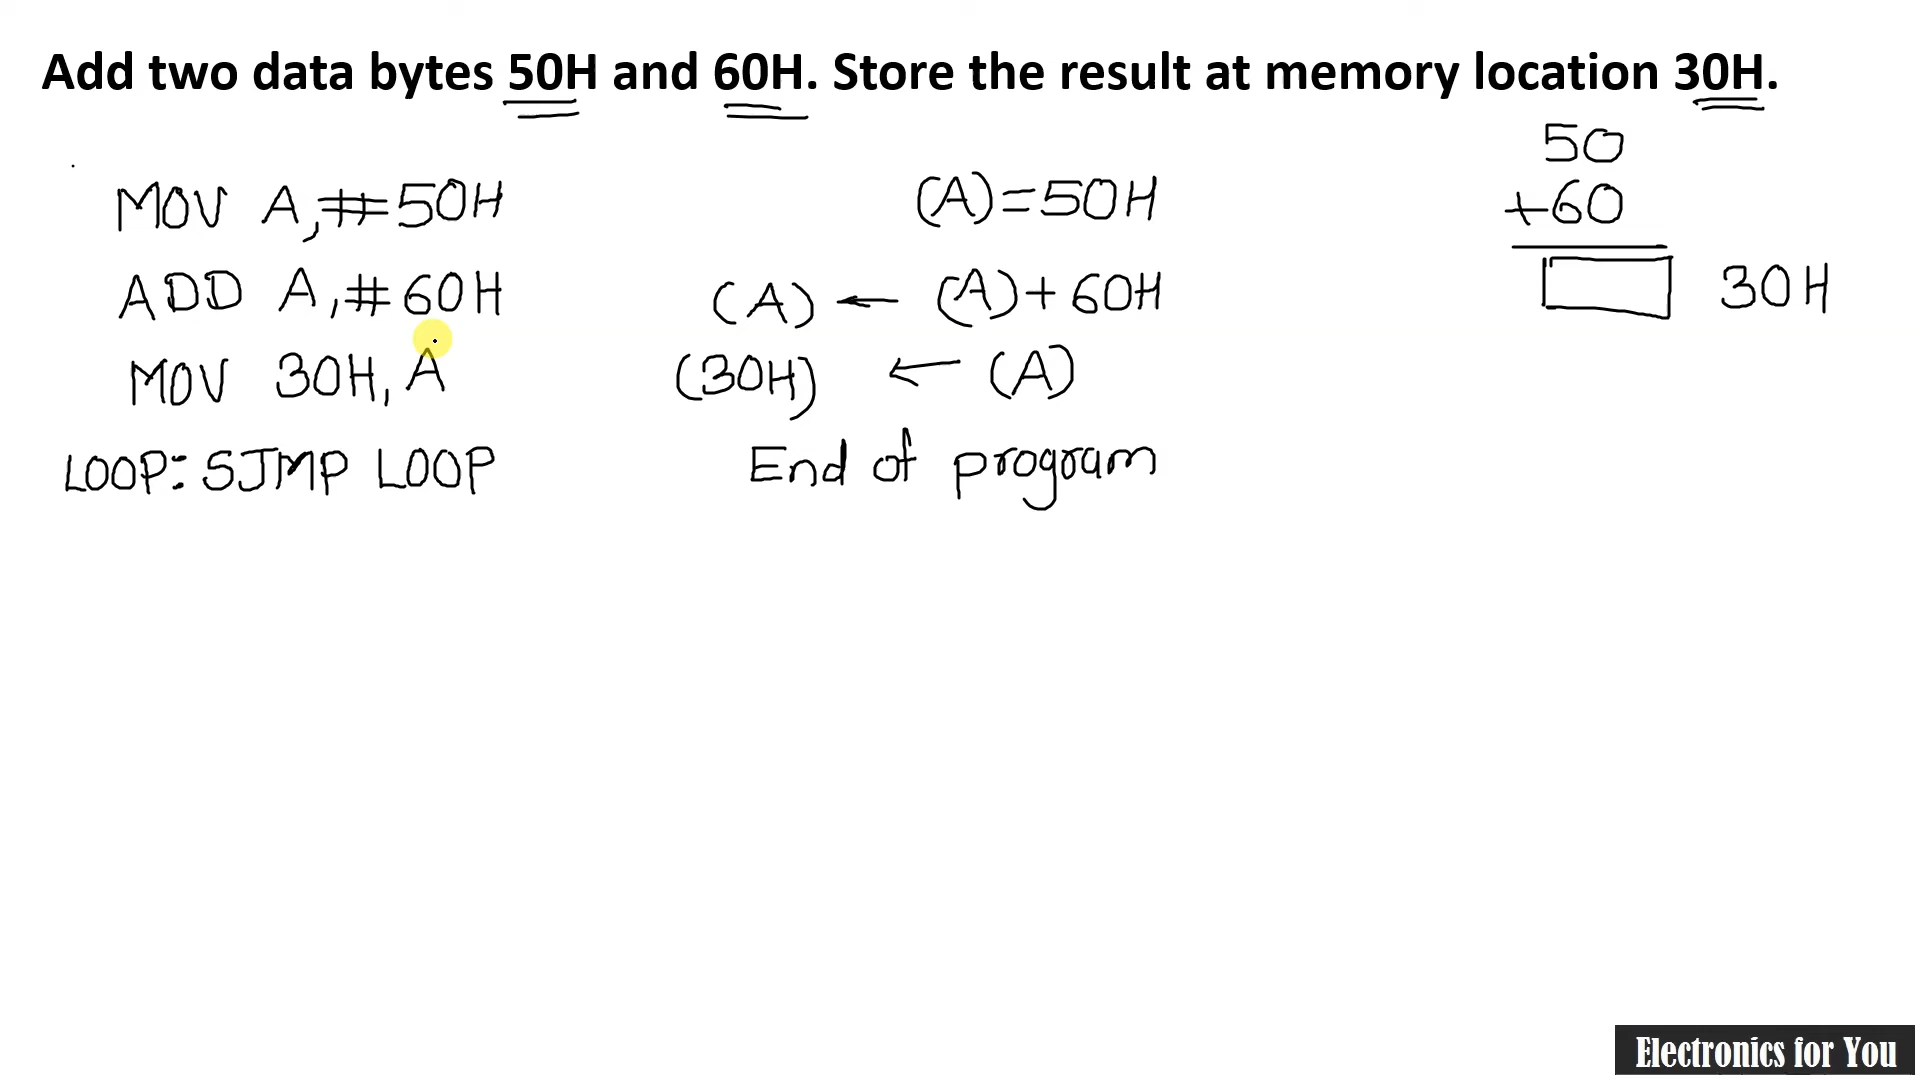 Add two data bytes 50H and 60H. Store the result at memory location 30H.
MOV A, #50H
ADD A, #60H
MOV 30H, A
LOOP: SJMP LOOP
(A) = 50H
(A) ← (A) + 60H
(30H) ← (A)
End of program
50
+60
30H
Electronics for You